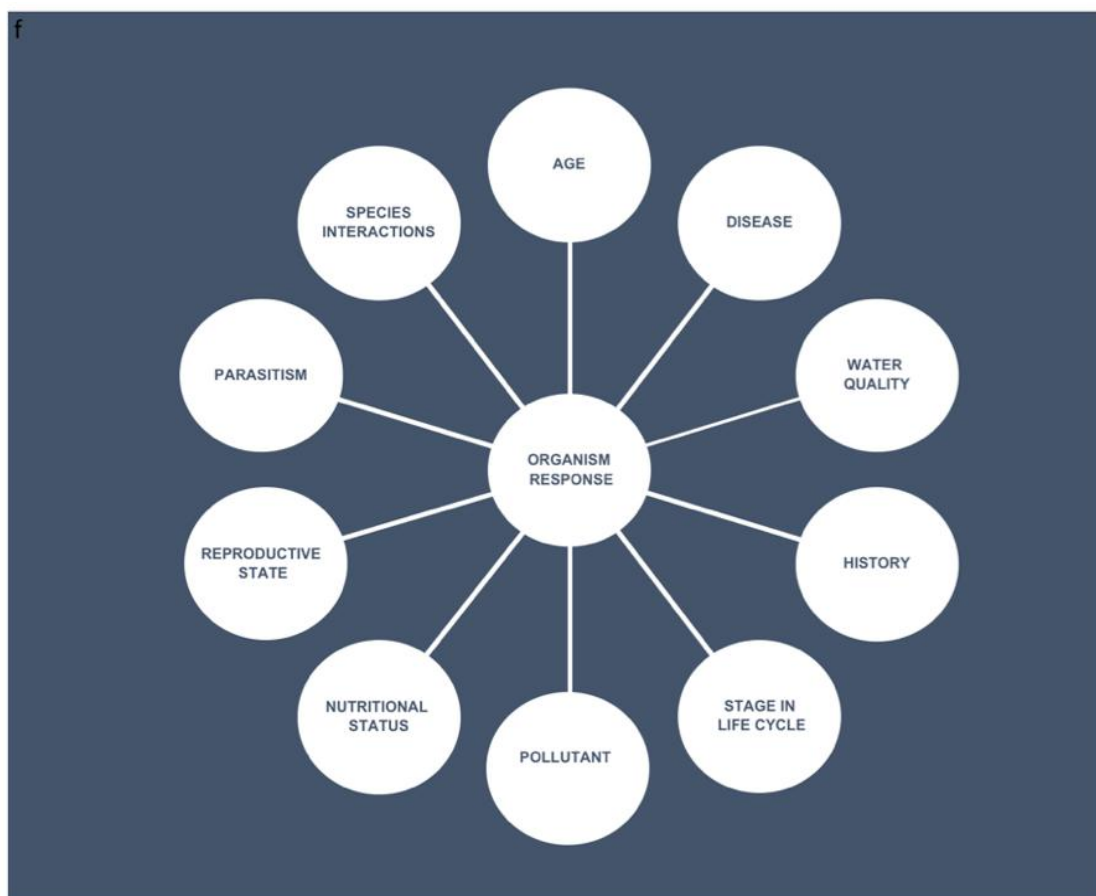 f
AGE
SPECIES
INTERACTIONS
DISEASE
PARASITISM
WATER
QUALITY
ORGANISM
RESPONSE
REPRODUCTIVE
STATE
HISTORY
NUTRITIONAL
STATUS
STAGE IN
LIFE CYCLE
POLLUTANT